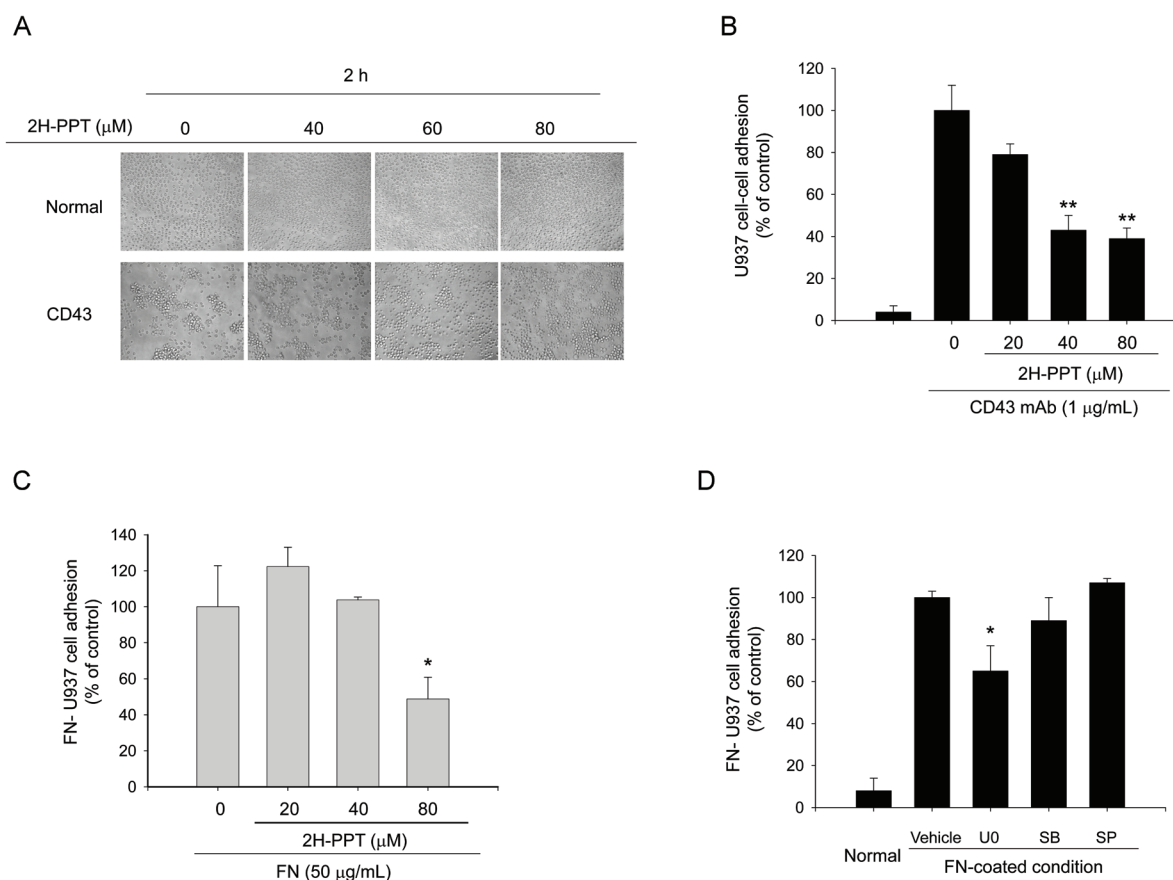 A
2 h
2H-PPT (μM) 0 40 60 80
Normal
CD43
B
U937 cell-cell adhesion
(% of control)
120
100
80
60
40
20
0
** **
0 20 40 80
2H-PPT (μM)
CD43 mAb (1 μg/mL)
C
FN- U937 cell adhesion
(% of control)
140
120
100
80
60
40
20
0
*
0 20 40 80
2H-PPT (μM)
FN (50 μg/mL)
D
FN- U937 cell adhesion
(% of control)
120
100
80
60
40
20
0
*
Vehicle U0 SB SP
Normal FN-coated condition